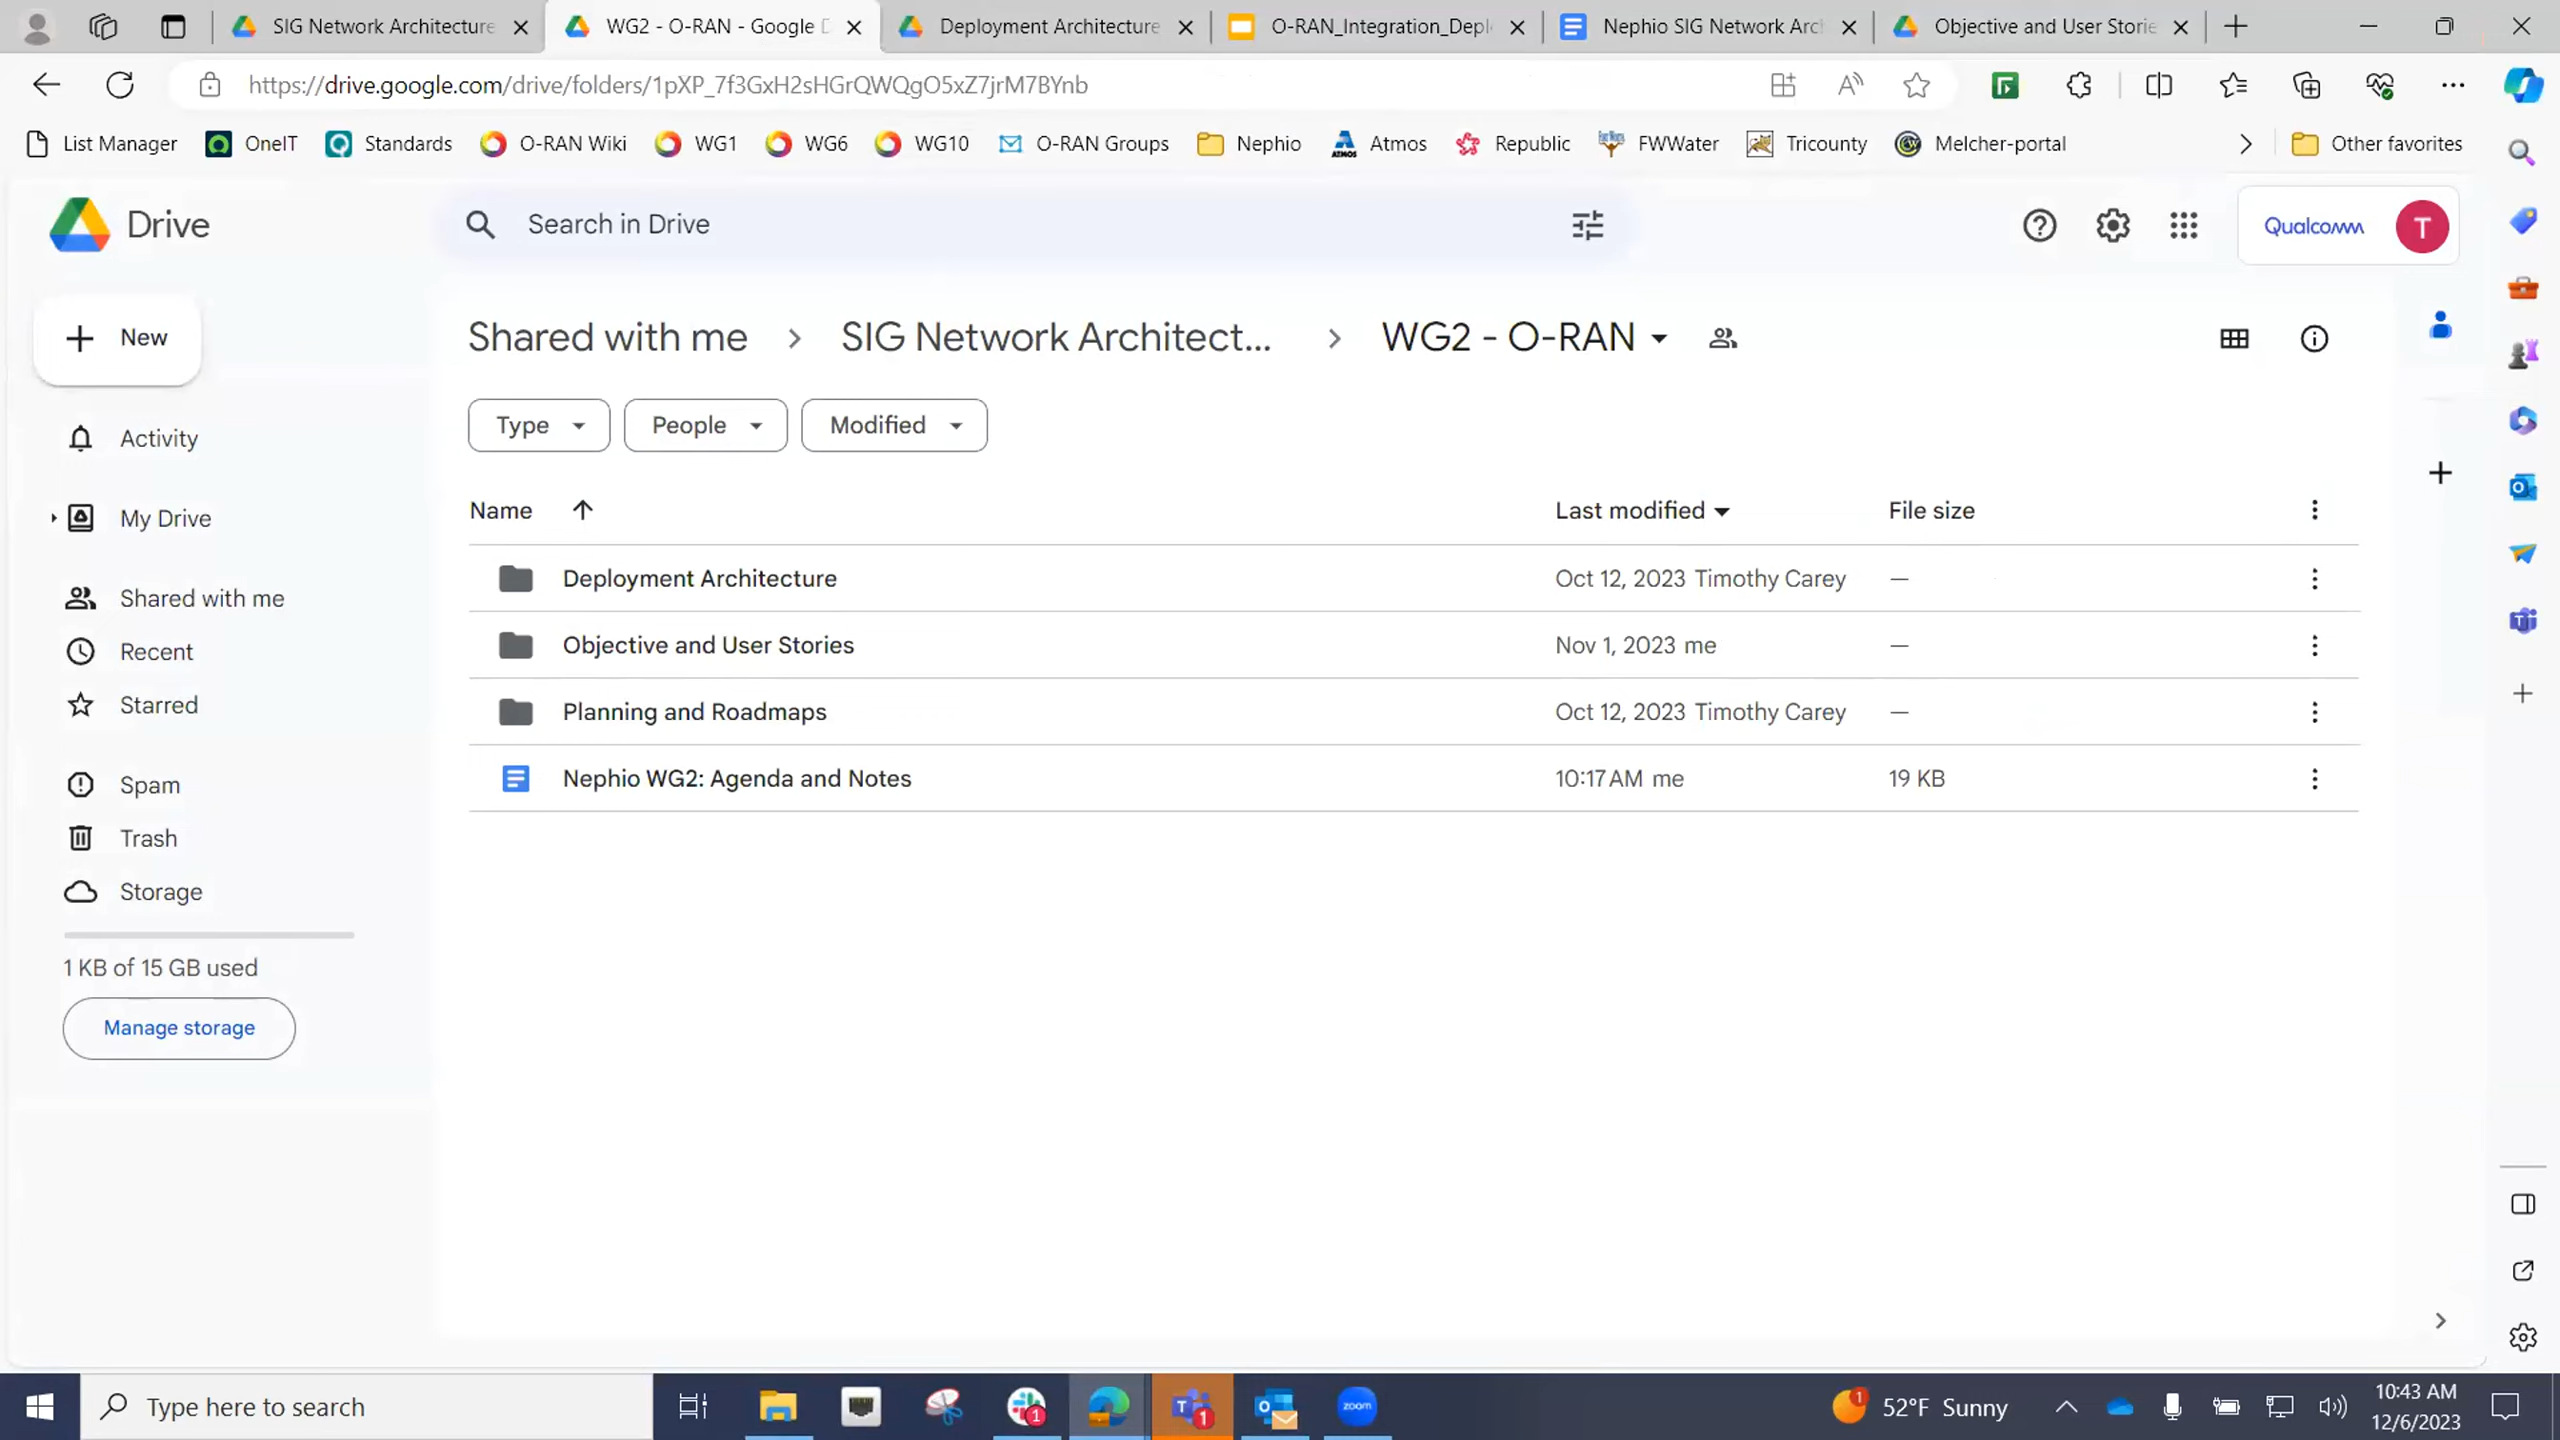 SIG Network Architecture
WG2 - O-RAN - Google D
Deployment Architecture
O-RAN_Integration_Depl
Nephio SIG Network Arc
Objective and User Storie
https://drive.google.com/drive/folders/1pXP_7f3GxH2sHGrQWQgO5xZ7jrM7BYnb
List Manager
OneIT
Standards
O-RAN Wiki
WG1
WG6
WG10
O-RAN Groups
Nephio
Atmos
Republic
FWWater
Tricounty
Melcher-portal
Other favorites
Drive
Search in Drive
Qualcomm
T
New
Shared with me
SIG Network Architect...
WG2 - O-RAN
Type
People
Modified
Activity
My Drive
Shared with me
Recent
Starred
Spam
Trash
Storage
1 KB of 15 GB used
Manage storage
Name
Last modified
File size
Deployment Architecture
Oct 12, 2023 Timothy Carey
—
Objective and User Stories
Nov 1, 2023 me
—
Planning and Roadmaps
Oct 12, 2023 Timothy Carey
—
Nephio WG2: Agenda and Notes
10:17 AM me
19 KB
Type here to search
1
1
zoom
1
52°F Sunny
10:43 AM
12/6/2023